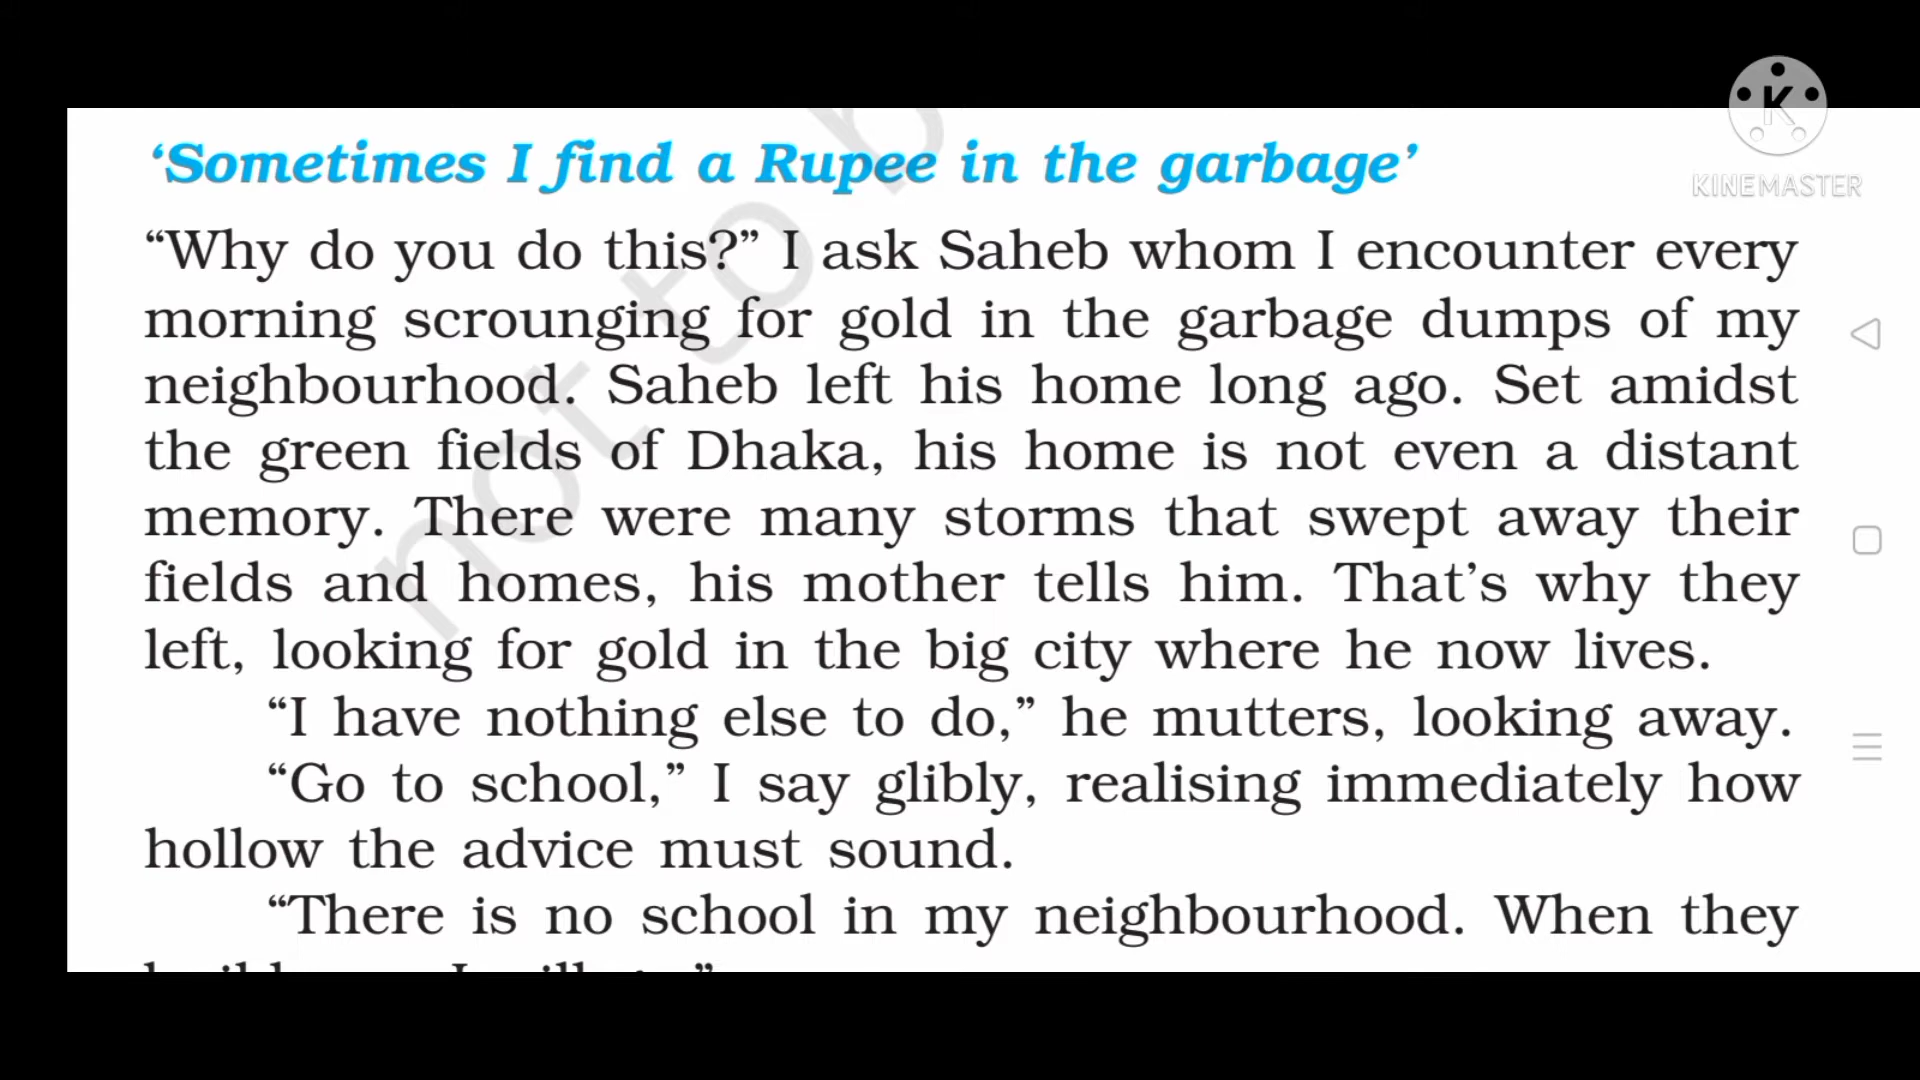 ‘Sometimes I find a Rupee in the garbage’
“Why do you do this?” I ask Saheb whom I encounter every
morning scrounging for gold in the garbage dumps of my
neighbourhood. Saheb left his home long ago. Set amidst
the green fields of Dhaka, his home is not even a distant
memory. There were many storms that swept away their
fields and homes, his mother tells him. That’s why they
left, looking for gold in the big city where he now lives.
“I have nothing else to do,” he mutters, looking away.
“Go to school,” I say glibly, realising immediately how
hollow the advice must sound.
“There is no school in my neighbourhood. When they
not to b
K
KINEMASTER